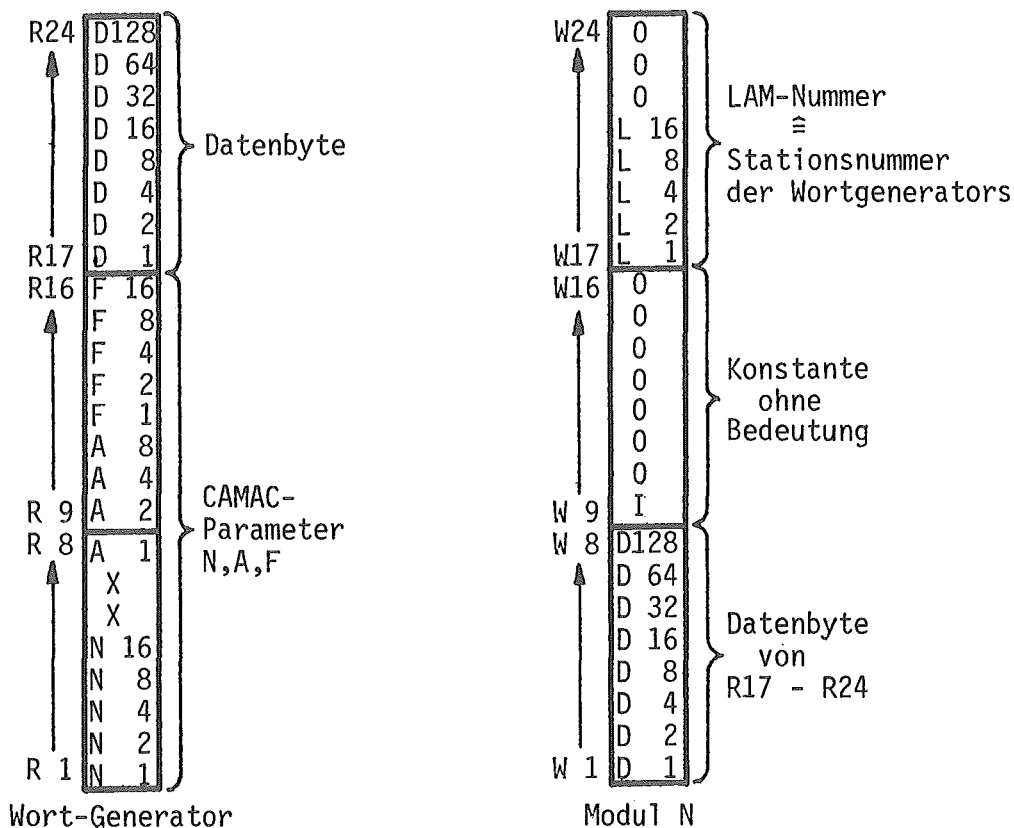 R24 D128
D 64
D 32
D 16
D 8
D 4
D 2
R17 D 1
Datenbyte
R16 F 16
F 8
F 4
F 2
F 1
A 8
A 4
R 9 A 2
R 8 A 1
X
X
N 16
N 8
N 4
N 2
R 1 N 1
CAMAC-
Parameter
N,A,F
Wort-Generator
W24 0
0
0
L 16
L 8
L 4
L 2
W17 L 1
LAM-Nummer
≙
Stationsnummer
der Wortgenerators
W16 0
0
0
0
0
0
0
W 9 I
Konstante
ohne
Bedeutung
W 8 D128
D 64
D 32
D 16
D 8
D 4
D 2
W 1 D 1
Datenbyte
von
R17 - R24
Modul N